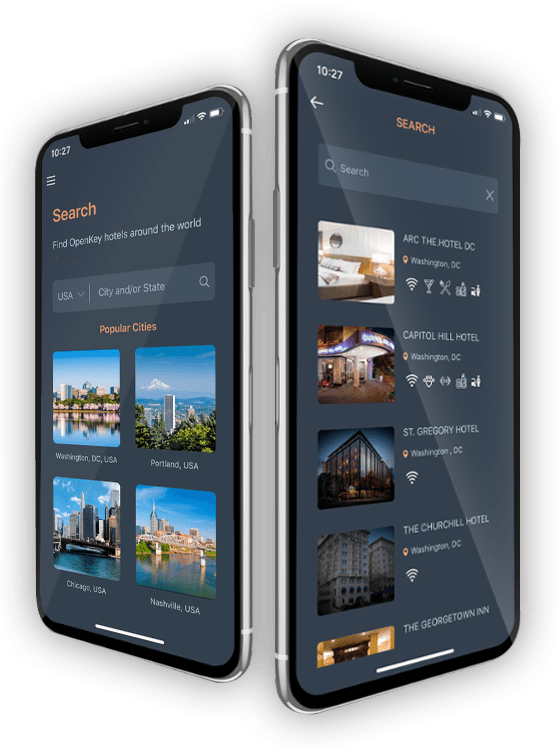 10:27
Search
Find OpenKey hotels around the world
USA
City and/or State
Popular Cities
Washington, DC, USA
Portland, USA
Chicago, USA
Nashville, USA
10:27
SEARCH
Search
ARC THE.HOTEL DC
Washington, DC
CAPITOL HILL HOTEL
Washington, DC
ST. GREGORY HOTEL
Washington , DC
THE CHURCHILL HOTEL
Washington, DC
THE GEORGETOWN INN